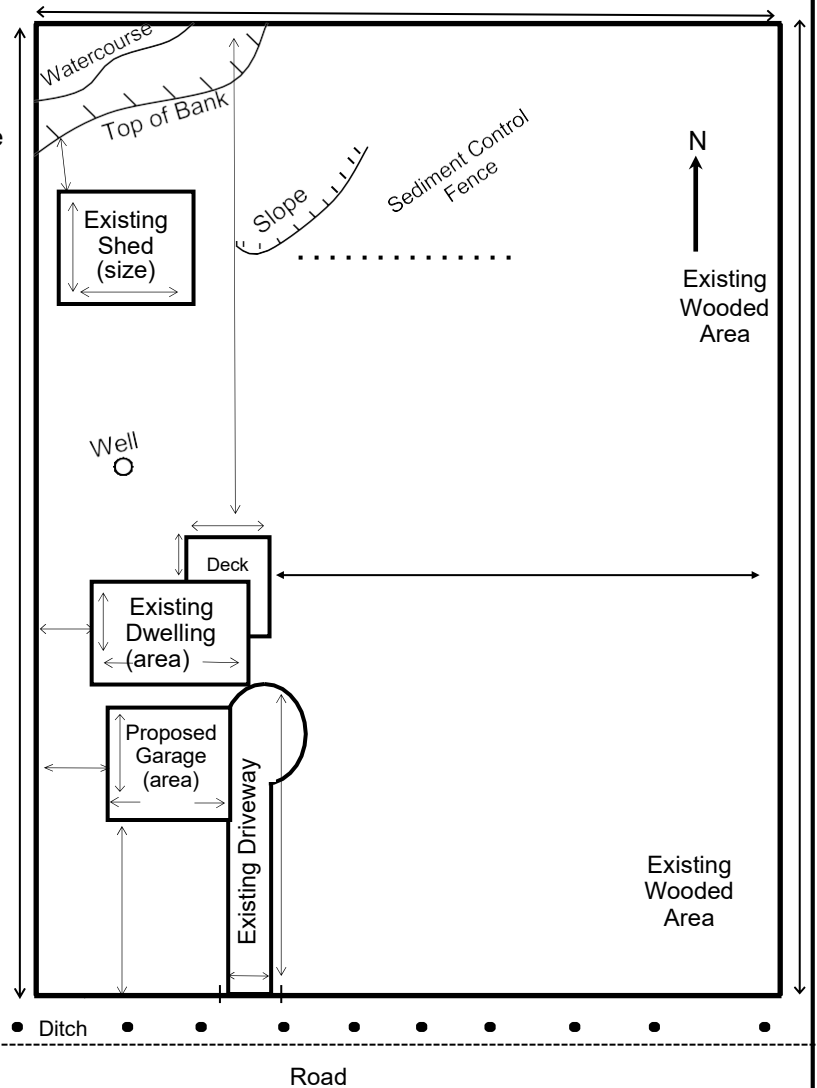 Watercourse
Top of Bank
e
Sediment Control
Fence
N
Slope
Existing
Shed
(size)
Existing
Wooded
Area
Well
Deck
Existing
Dwelling
(area)
Proposed
Garage
(area)
Existing Driveway
Existing
Wooded
Area
Ditch
Road